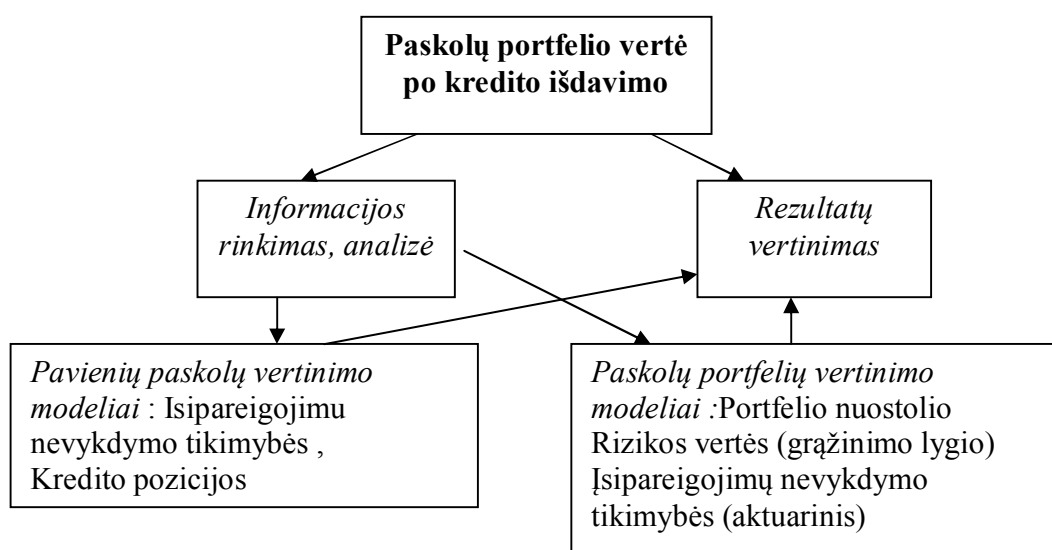 Paskolų portfelio vertė
po kredito išdavimo
Informacijos
rinkimas, analizė
Rezultatų
vertinimas
Pavienių paskolų vertinimo
modeliai : Isipareigojimu
nevykdymo tikimybės ,
Kredito pozicijos
Paskolų portfelių vertinimo
modeliai :Portfelio nuostolio
Rizikos vertės (grąžinimo lygio)
Įsipareigojimų nevykdymo
tikimybės (aktuarinis)